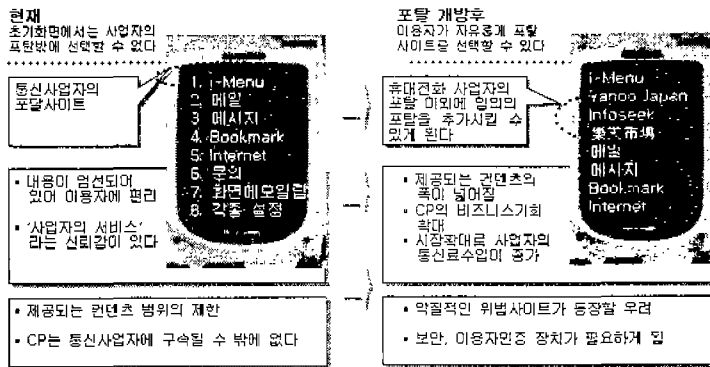 현재
초기화면에서는 사업자의
포탈밖에 선택할 수 없다
통신사업자의
포탈사이트
1. i-Menu
2. 메일
3. 메시지
4. Bookmark
5. Internet
6. 문의
7. 화면메모일람
8. 각종 설정
• 내용이 엄선되어
있어 이용자에 편리
• '사업자의 서비스'
라는 신뢰감이 있다
• 제공되는 컨텐츠 범위의 제한
• CP는 통신사업자에 구속될 수 밖에 없다
포탈 개방후
이용자가 자유롭게 포탈
사이트를 선택할 수 있다
휴대전화 사업자의
포탈 이외에 임의의
포탈을 추가시킬 수
있게 된다
i-Menu
Yahoo Japan
Infoseek
楽天市場
메일
메시지
Bookmark
Internet
• 제공되는 컨텐츠의
폭이 넓어짐
• CP의 비즈니스기회
확대
• 시장확대로 사업자의
통신료수입이 증가
• 악질적인 위법사이트가 등장할 우려
• 보안, 이용자인증 장치가 필요하게 됨